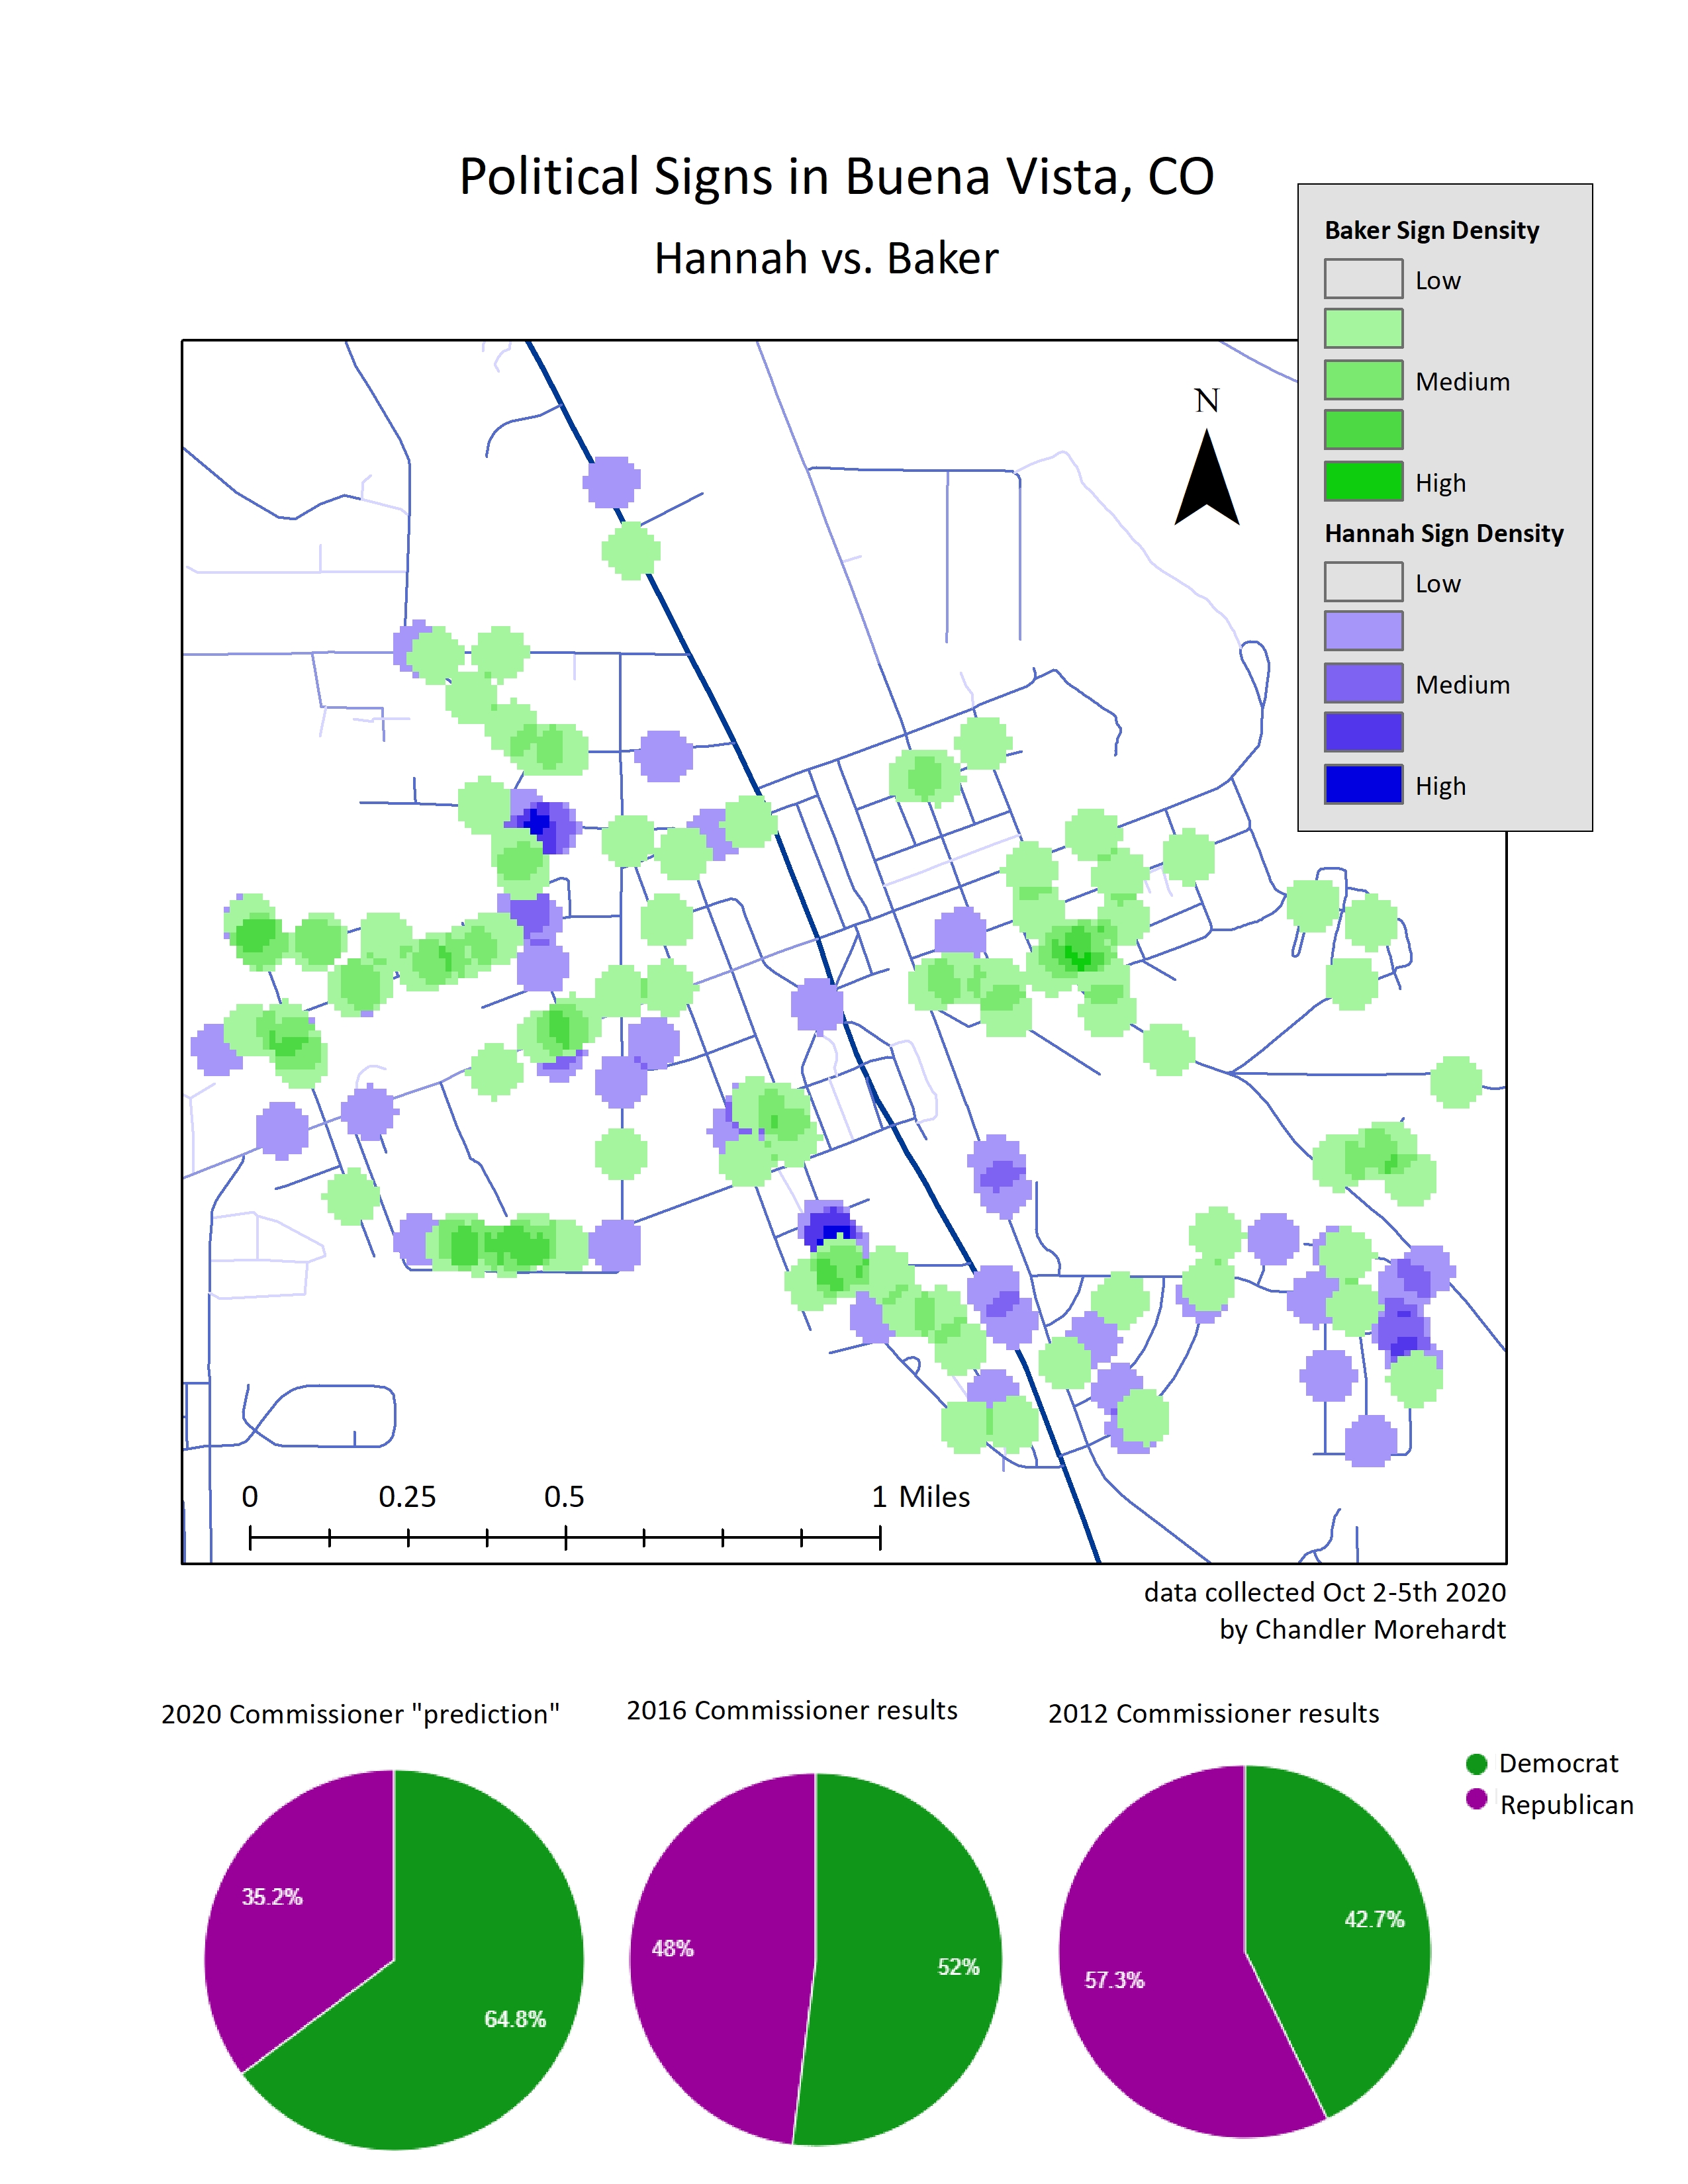 Political Signs in Buena Vista, CO
Hannah vs. Baker
Baker Sign Density
Low
Medium
High
Hannah Sign Density
Low
Medium
High
N
0 0.25 0.5 1 Miles
data collected Oct 2-5th 2020
by Chandler Morehardt
2020 Commissioner "prediction"
35.2%
64.8%
2016 Commissioner results
48%
52%
2012 Commissioner results
42.7%
57.3%
Democrat
Republican